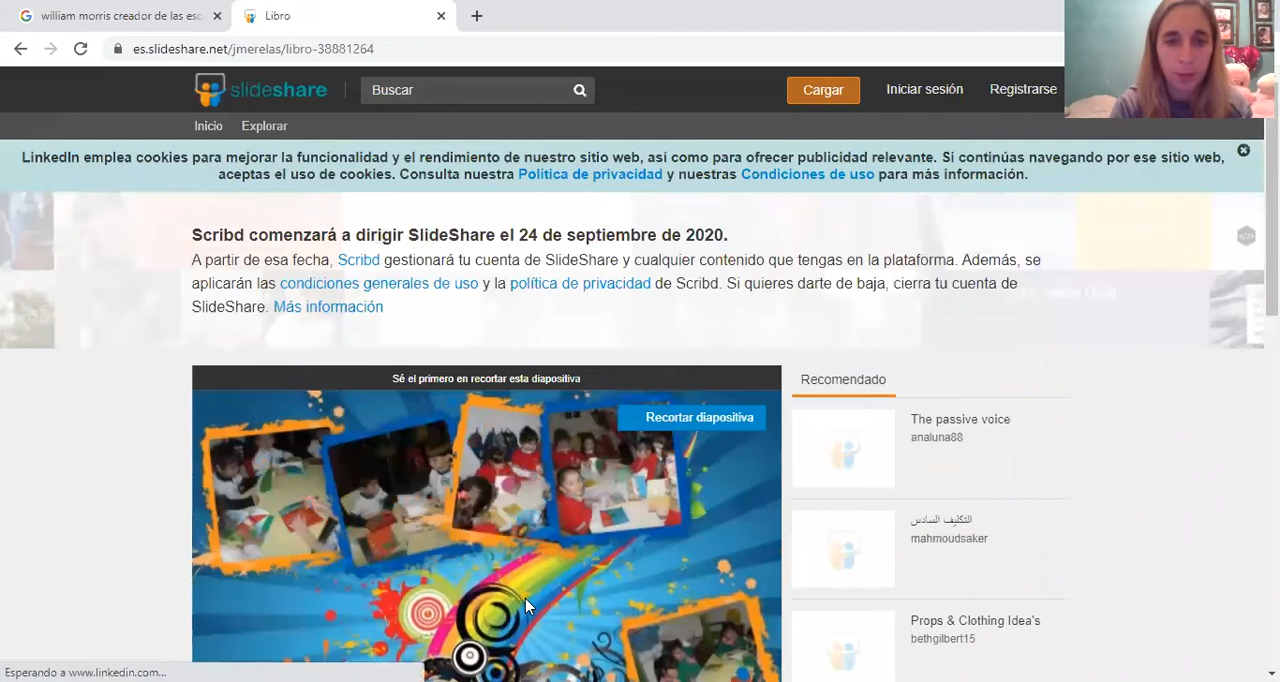 william morris creador de las esc
Libro
es.slideshare.net/jmerelas/libro-38881264
slideshare
Buscar
Cargar
Iniciar sesión
Registrarse
Inicio
Explorar
LinkedIn emplea cookies para mejorar la funcionalidad y el rendimiento de nuestro sitio web, así como para ofrecer publicidad relevante. Si continúas navegando por ese sitio web,
aceptas el uso de cookies. Consulta nuestra Política de privacidad y nuestras Condiciones de uso para más información.
Scribd comenzará a dirigir SlideShare el 24 de septiembre de 2020.
A partir de esa fecha, Scribd gestionará tu cuenta de SlideShare y cualquier contenido que tengas en la plataforma. Además, se
aplicarán las condiciones generales de uso y la política de privacidad de Scribd. Si quieres darte de baja, cierra tu cuenta de
SlideShare. Más información
Sé el primero en recortar esta diapositiva
Recortar diapositiva
Recomendado
The passive voice
analuna88
التكليف السادس
mahmoudsaker
Props & Clothing Idea's
bethgilbert15
Esperando a www.linkedin.com...